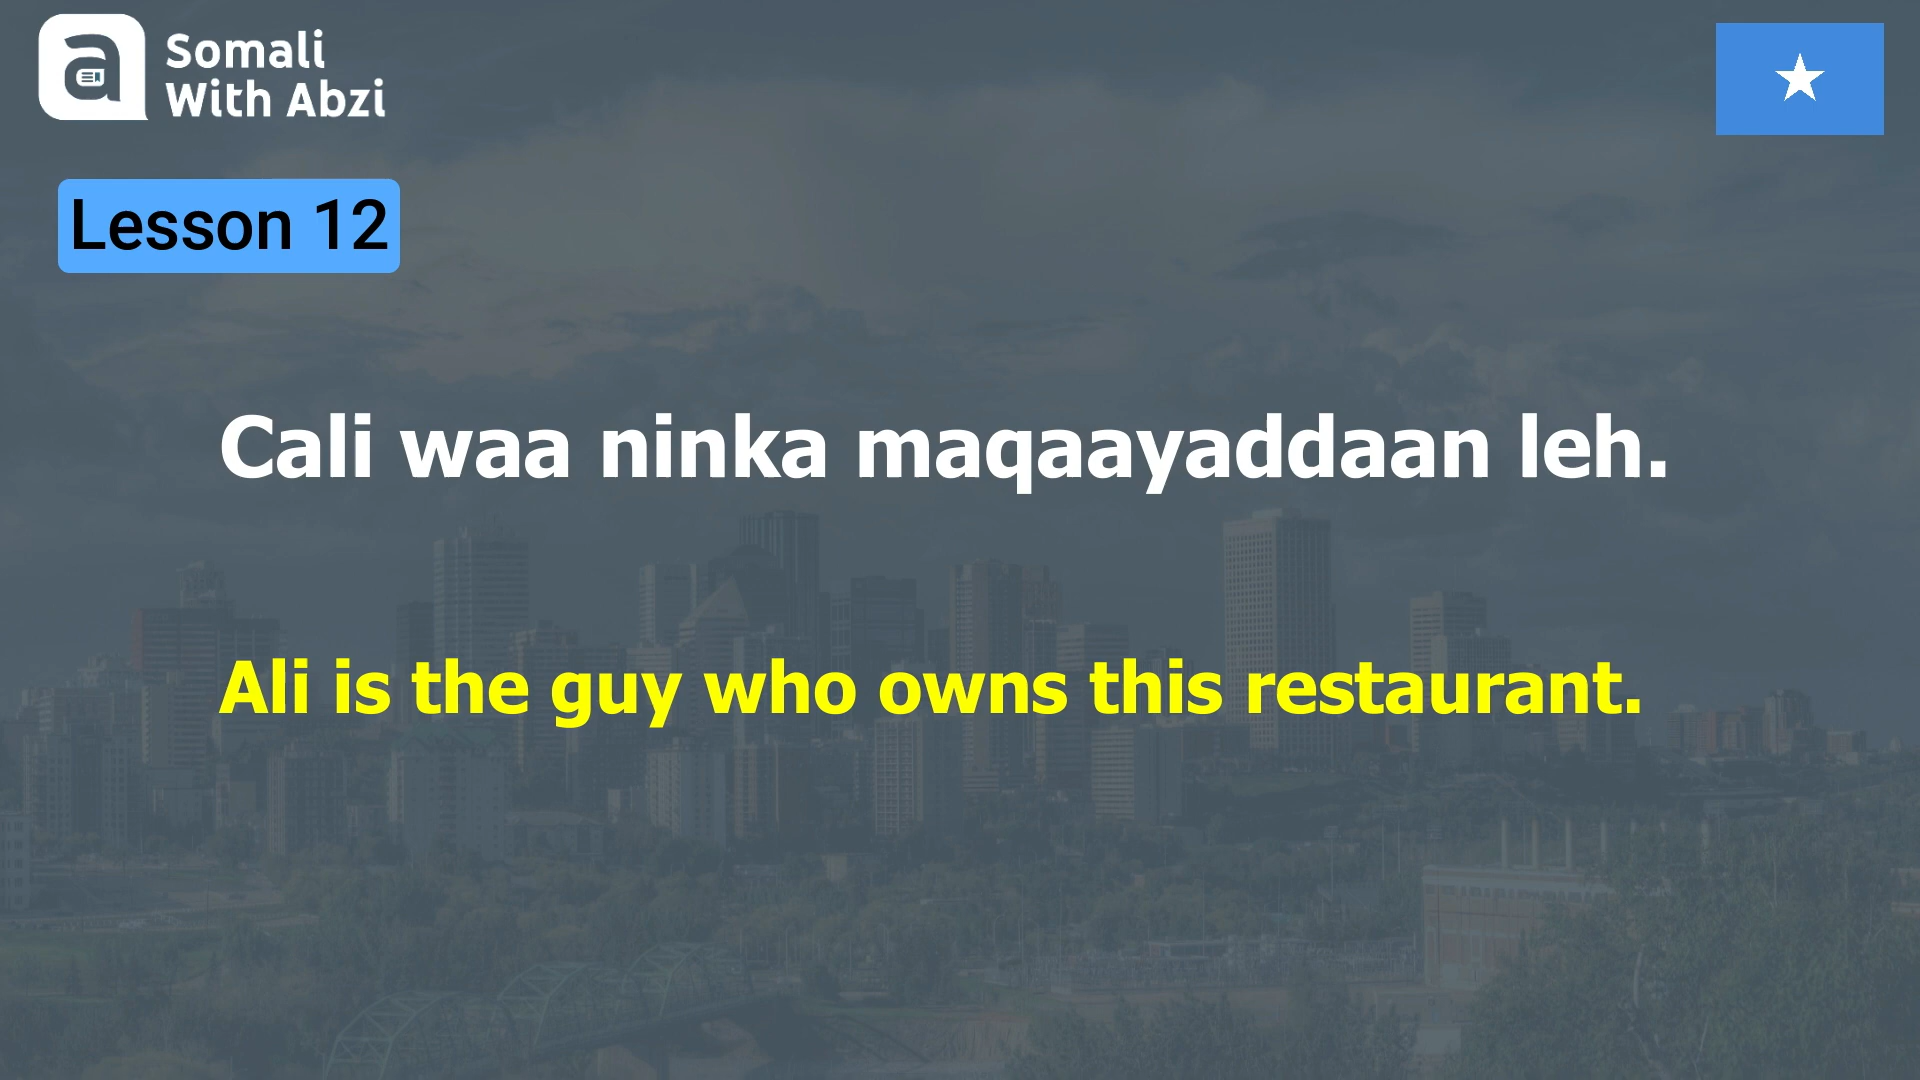 Somali
With Abzi
Lesson 12
Cali waa ninka maqaayaddaan leh.
Ali is the guy who owns this restaurant.